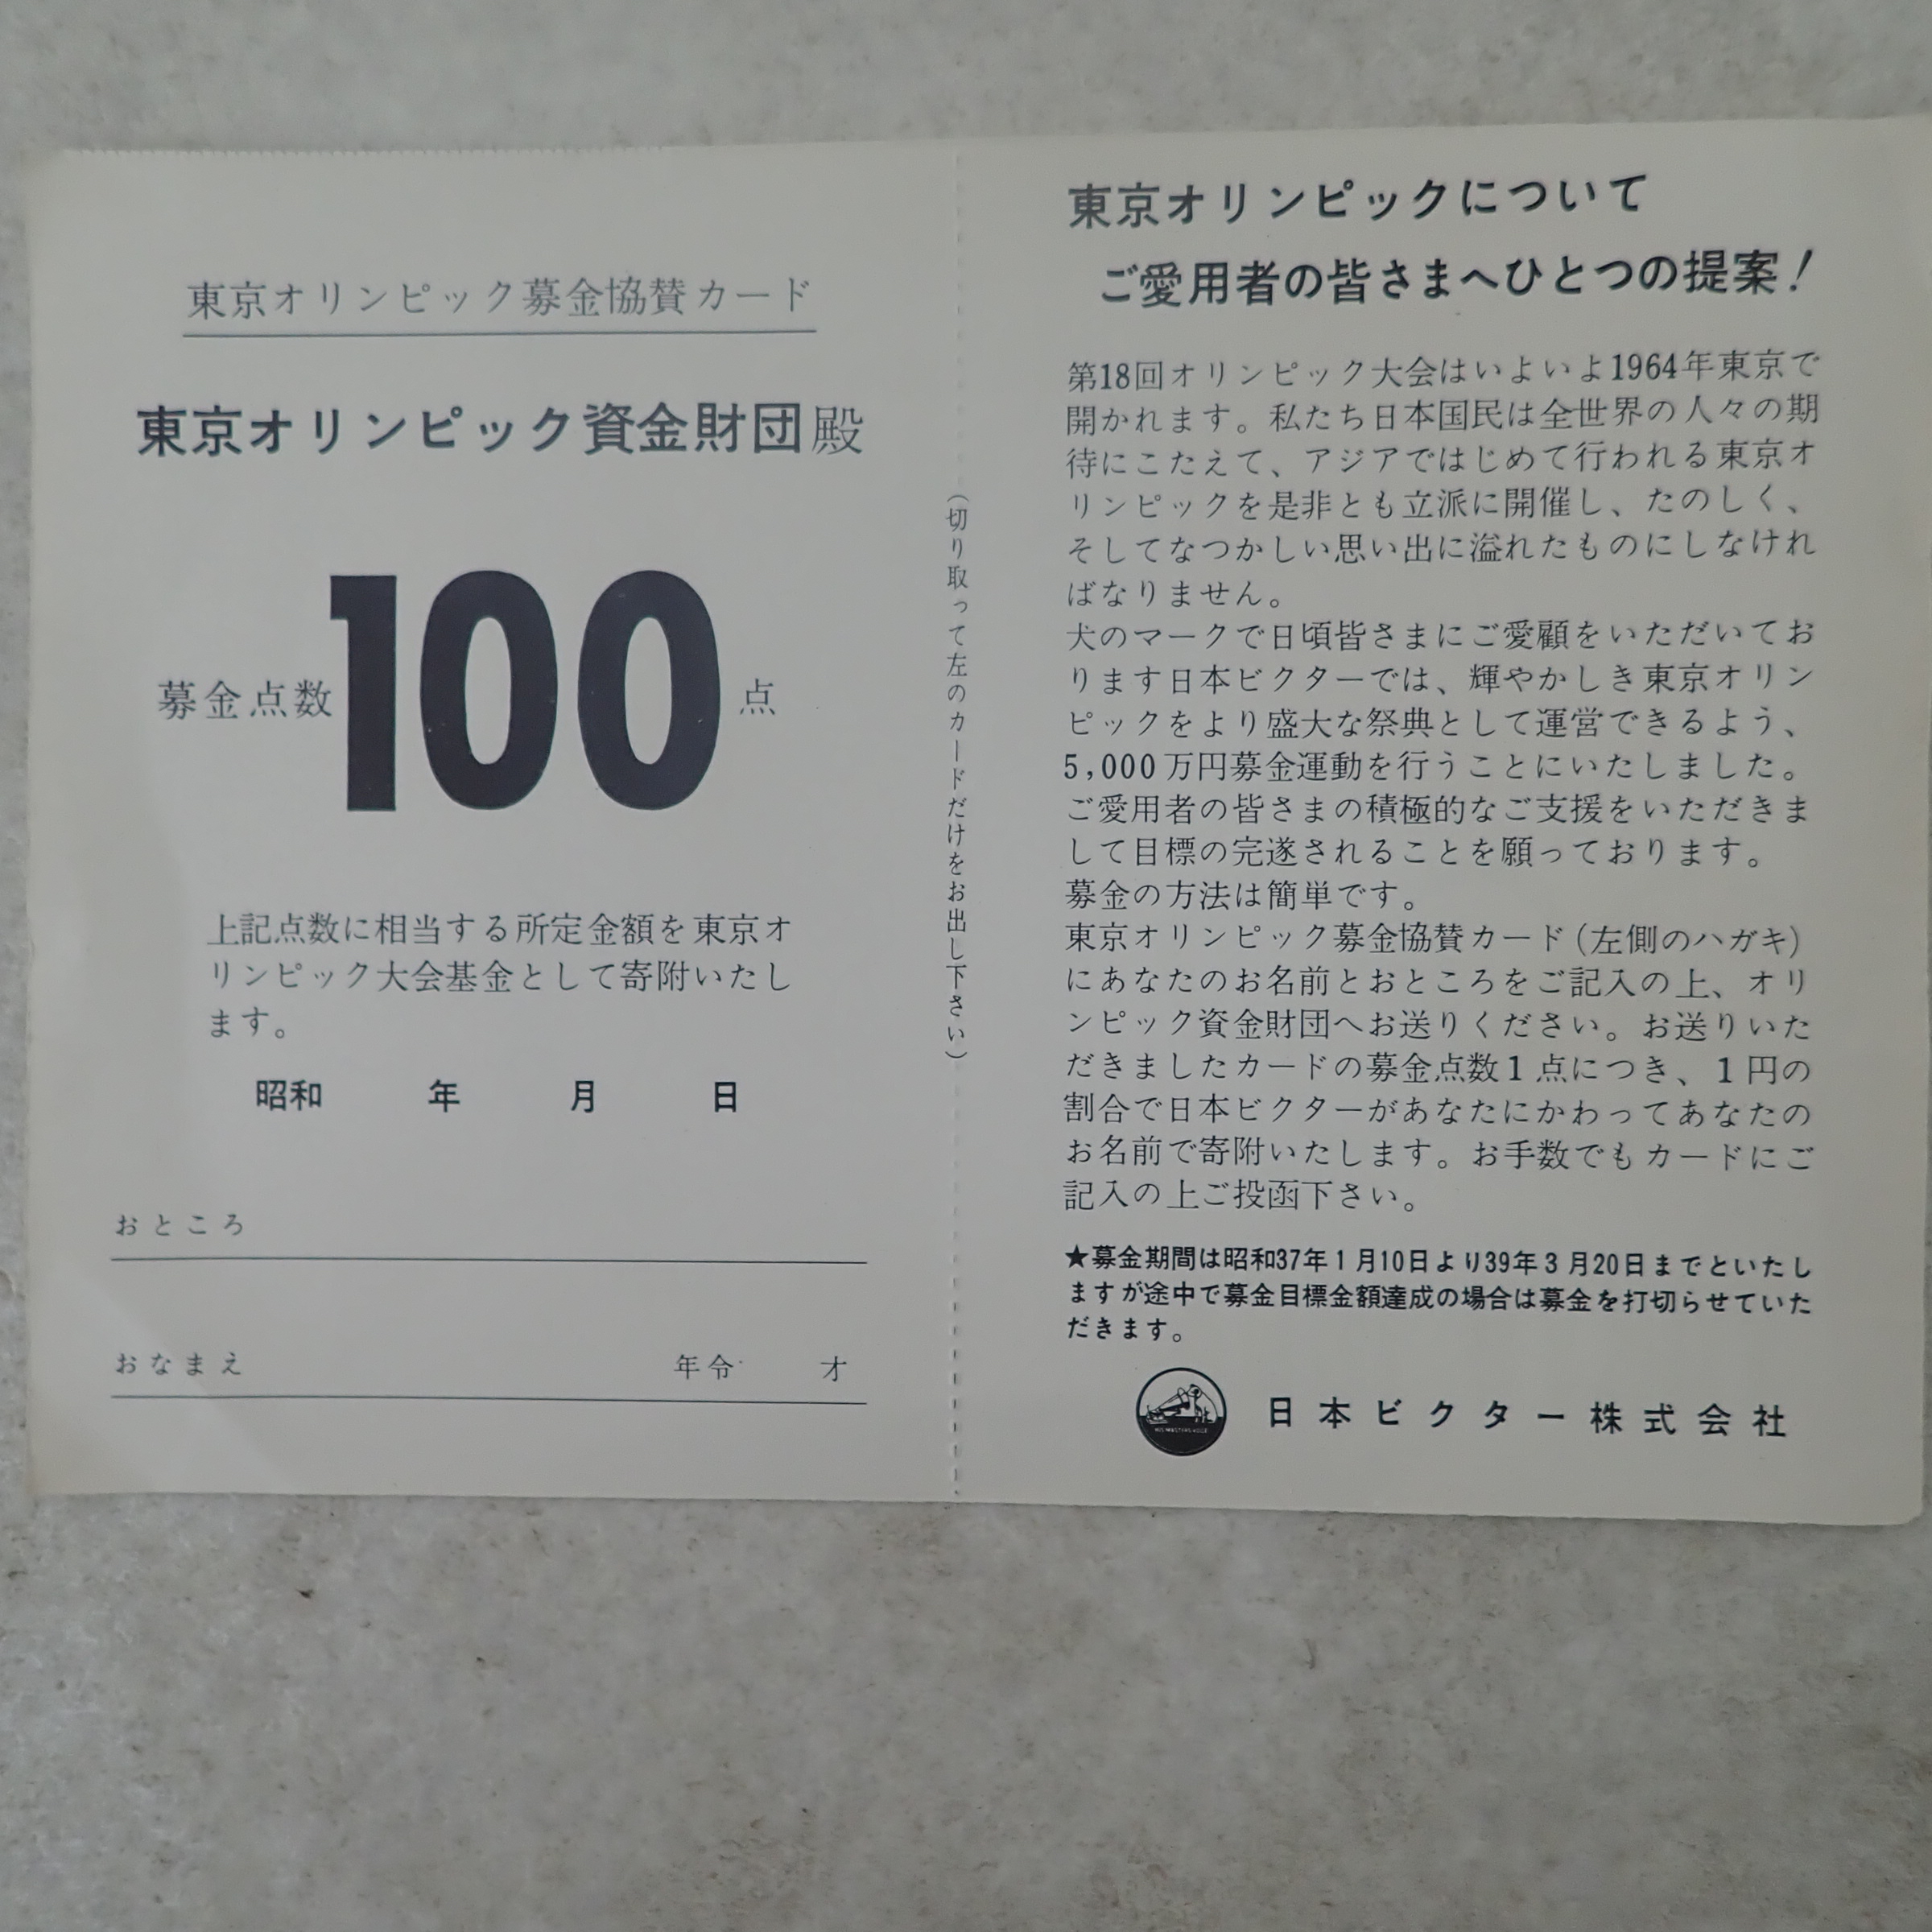 東京オリンピック募金協賛カード
東京オリンピック資金財団殿
募金点数 100 点
上記点数に相当する所定金額を東京オ
リンピック大会基金として寄附いたし
ます。
昭和 年 月 日
おところ
おなまえ 年令 才
(切り取って左のカードだけをお出し下さい)
東京オリンピックについて
ご愛用者の皆さまへひとつの提案!
第18回オリンピック大会はいよいよ1964年東京で
開かれます。私たち日本国民は全世界の人々の期
待にこたえて、アジアではじめて行われる東京オ
リンピックを是非とも立派に開催し、たのしく、
そしてなつかしい思い出に溢れたものにしなけれ
ばなりません。
犬のマークで日頃皆さまにご愛顧をいただいてお
ります日本ビクターでは、輝やかしき東京オリン
ピックをより盛大な祭典として運営できるよう、
5,000万円募金運動を行うことにいたしました。
ご愛用者の皆さまの積極的なご支援をいただきま
して目標の完遂されることを願っております。
募金の方法は簡単です。
東京オリンピック募金協賛カード(左側のハガキ)
にあなたのお名前とおところをご記入の上、オリ
ンピック資金財団へお送りください。お送りいた
だきましたカードの募金点数1点につき、1円の
割合で日本ビクターがあなたにかわってあなたの
お名前で寄附いたします。お手数でもカードにご
記入の上ご投函下さい。
★募金期間は昭和37年1月10日より39年3月20日までといたし
ますが途中で募金目標金額達成の場合は募金を打切らせていた
だきます。
HIS MASTER'S VOICE
日本ビクター株式会社